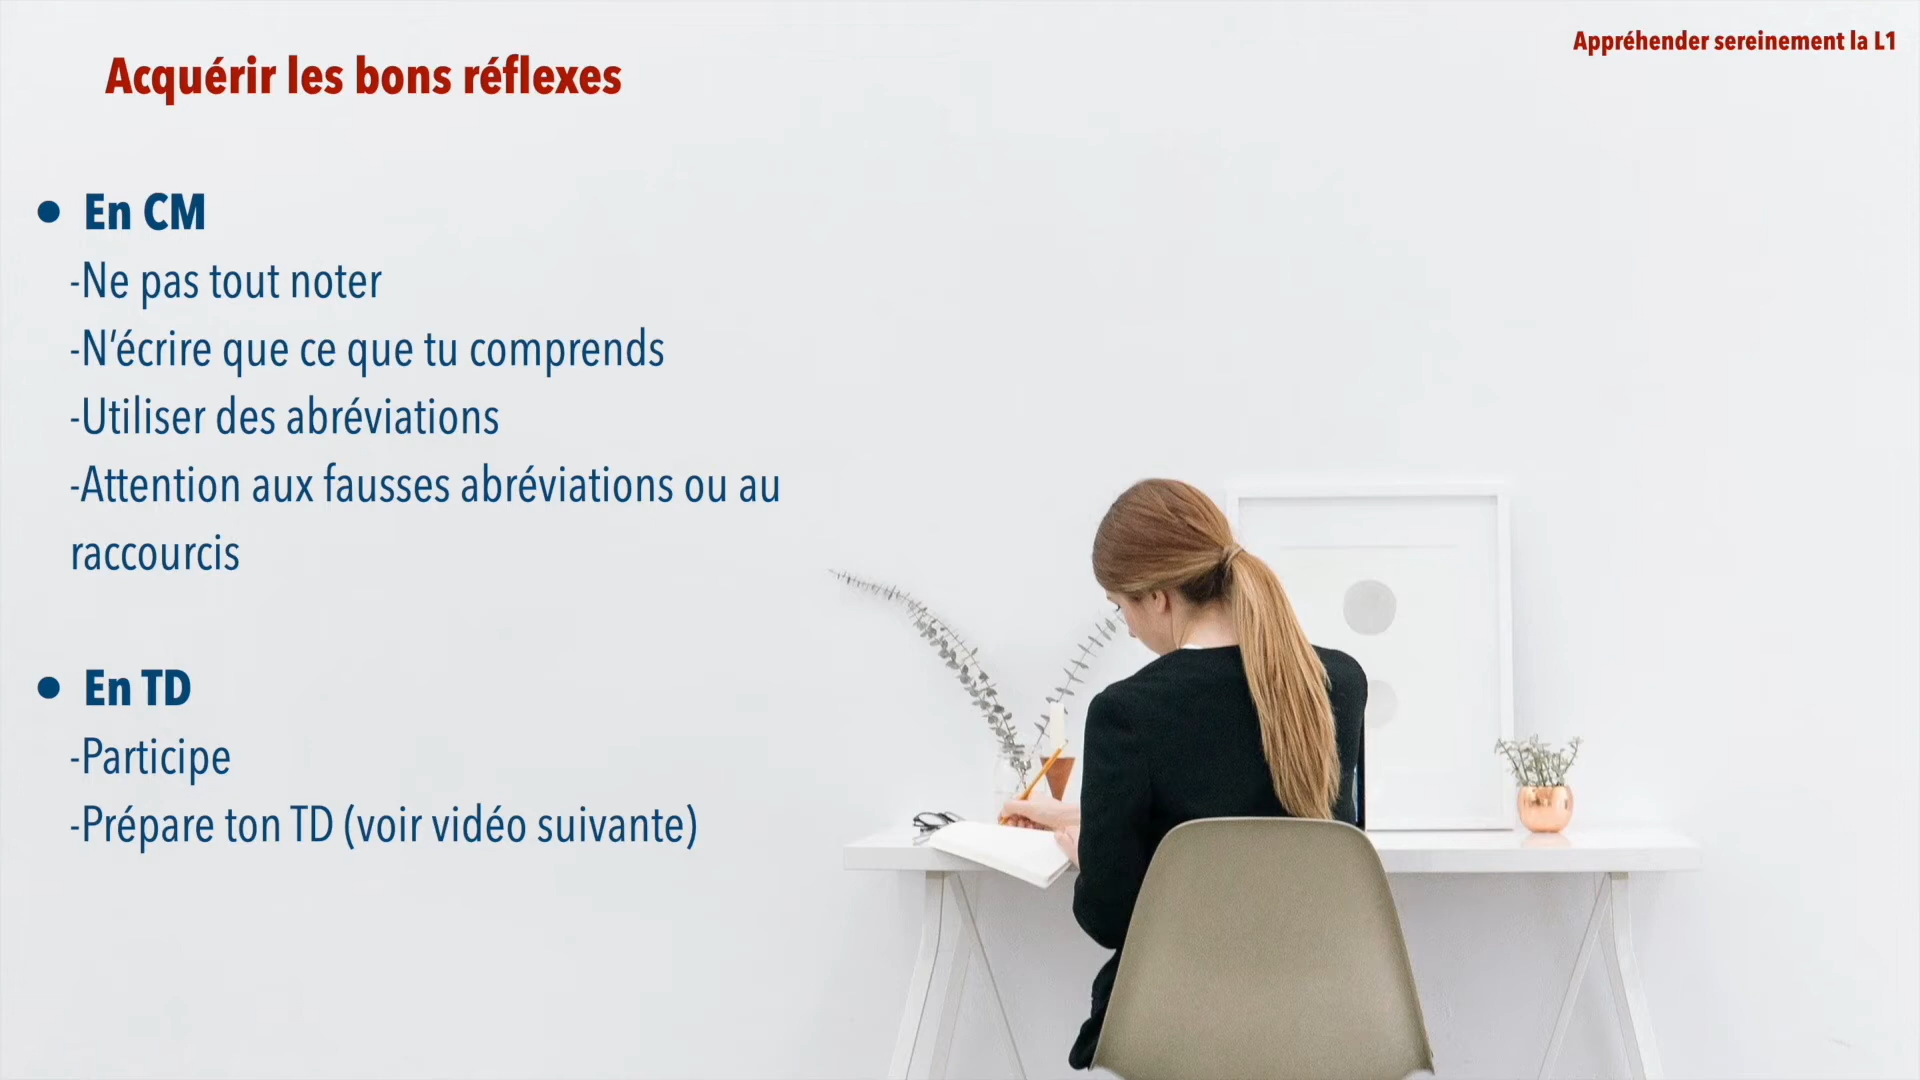 Appréhender sereinement la L1
Acquérir les bons réflexes
• En CM
-Ne pas tout noter
-N’écrire que ce que tu comprends
-Utiliser des abréviations
-Attention aux fausses abréviations ou au
raccourcis
• En TD
-Participe
-Prépare ton TD (voir vidéo suivante)